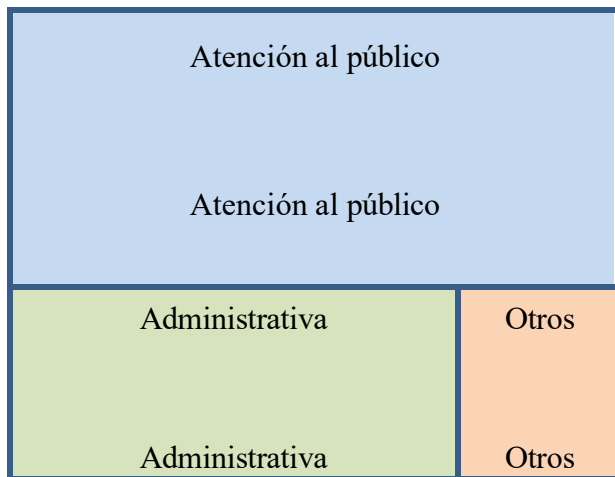 Atención al público
Atención al público
Administrativa
Otros
Administrativa
Otros